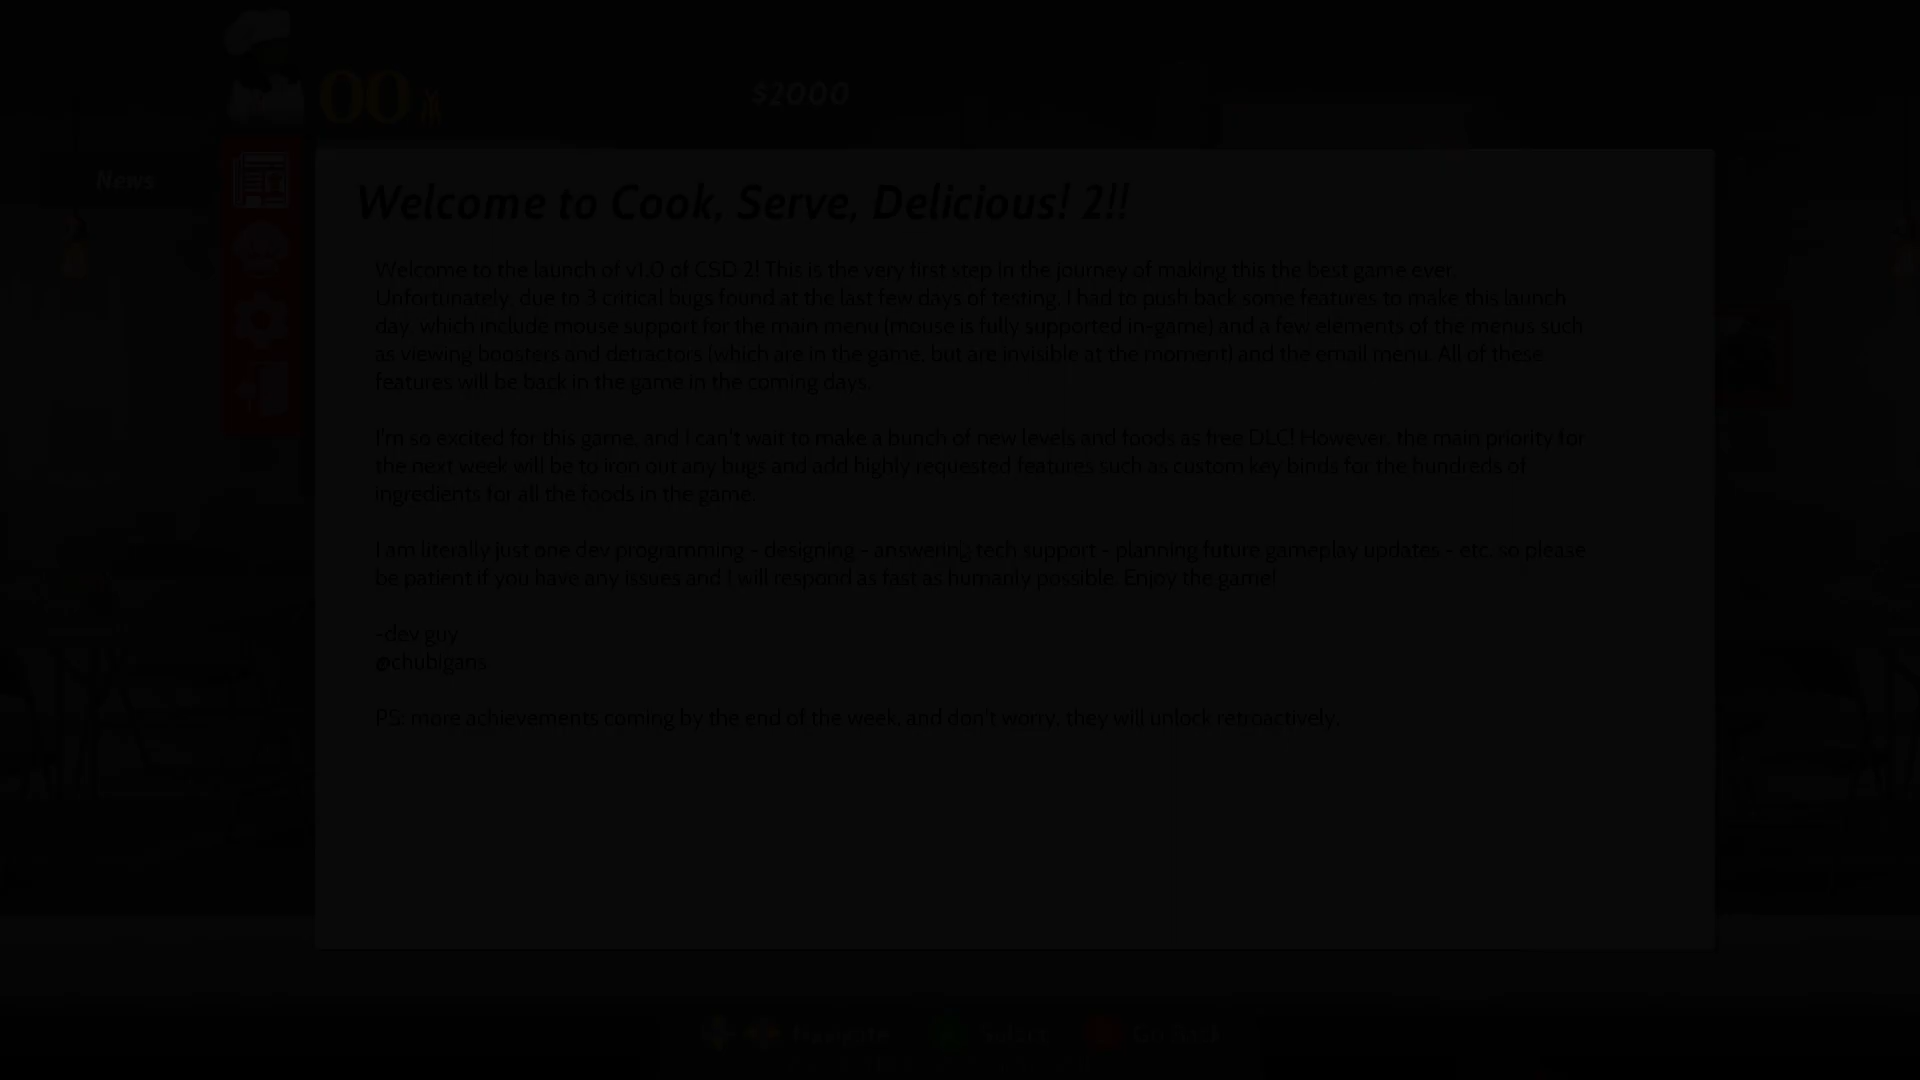 00
$2000
News
Welcome to Cook, Serve, Delicious! 2!!
Welcome to the launch of v1.0 of CSD 2! This is the very first step in the journey of making this the best game ever.
Unfortunately, due to 3 critical bugs found at the last few days of testing, I had to push back some features to make this launch
day, which include mouse support for the main menu (mouse is fully supported in-game) and a few elements of the menus such
as viewing boosters and detractors (which are in the game, but are invisible at the moment) and the email menu. All of these
features will be back in the game in the coming days.
I'm so excited for this game, and I can't wait to make a bunch of new levels and foods as free DLC! However, the main priority for
the next week will be to iron out any bugs and add highly requested features such as custom key binds for the hundreds of
ingredients for all the foods in the game.
I am literally just one dev programming - designing - answering tech support - planning future gameplay updates - etc. so please
be patient if you have any issues and I will respond as fast as humanly possible. Enjoy the game!
-dev guy
@chubigans
PS: more achievements coming by the end of the week, and don't worry, they will unlock retroactively.
Navigate Select Go Back